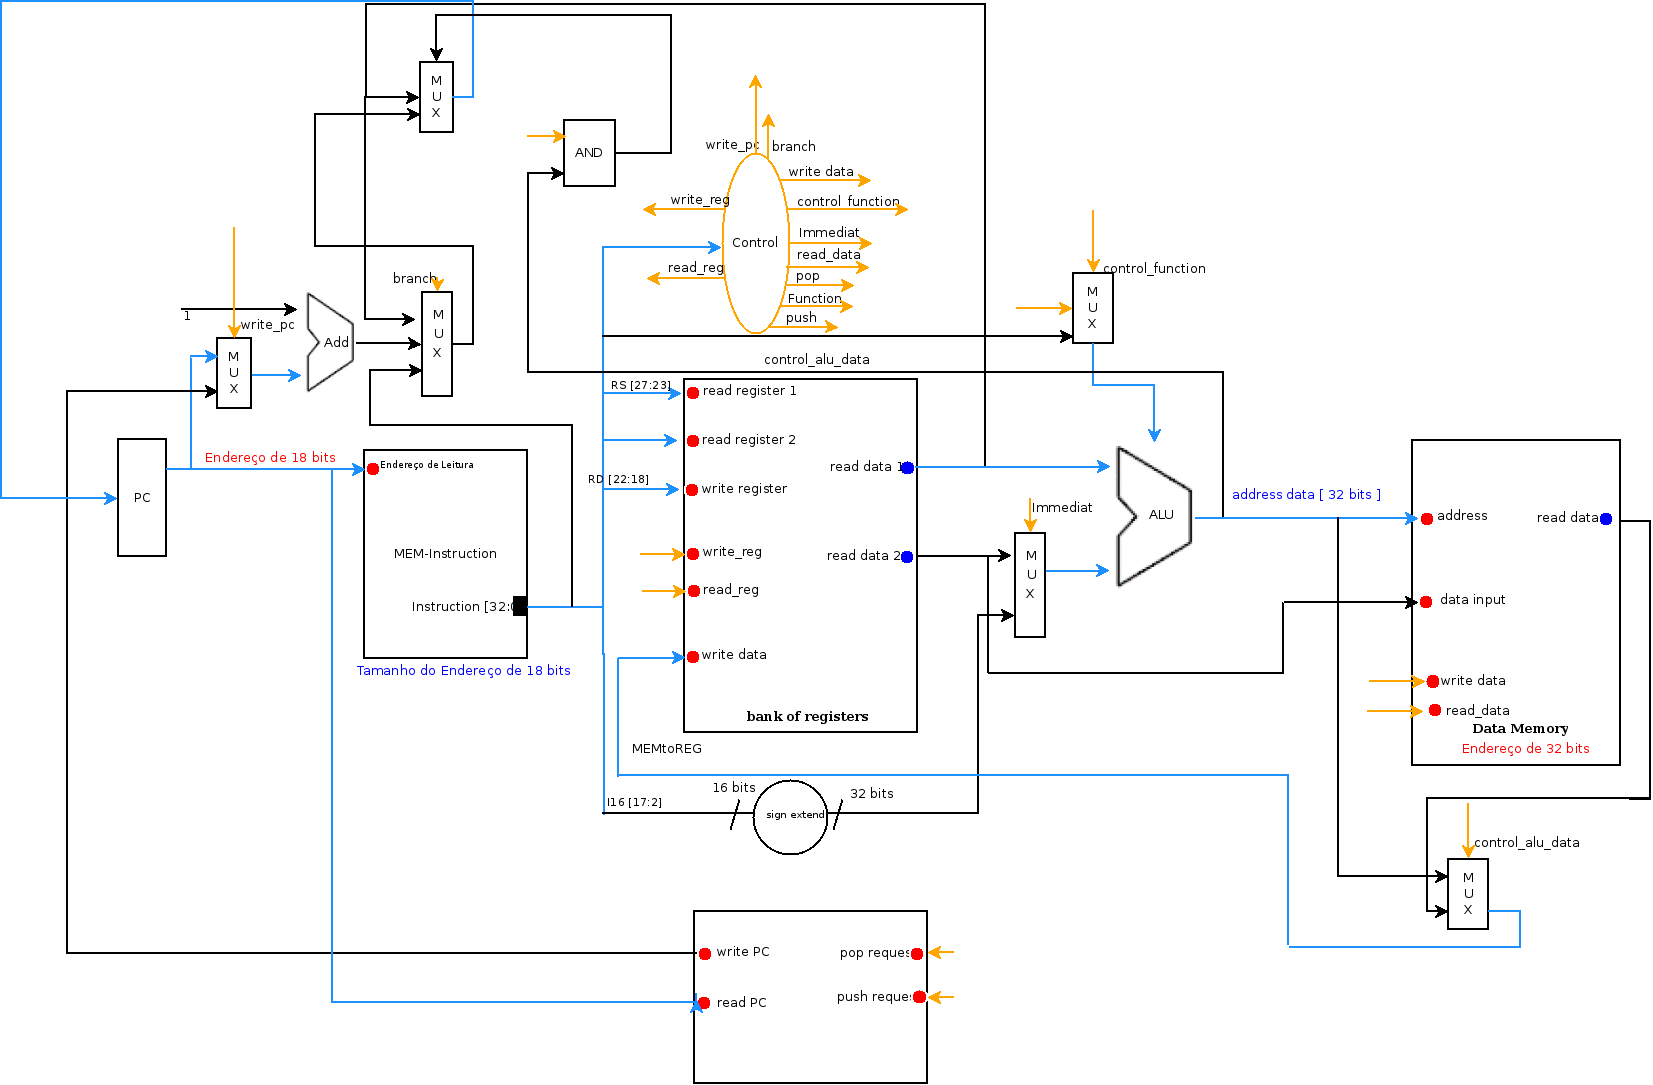 M
U
X
AND
write_pc
branch
write data
write_reg
control_function
Immediat
Control
read_data
read_reg
pop
Function
push
control_function
M
U
X
branch
1
write_pc
Add
M
U
X
M
U
X
control_alu_data
RS [27:23]
read register 1
read register 2
RD [22:18]
write register
write_reg
read_reg
write data
read data 1
read data 2
bank of registers
PC
Endereço de 18 bits
Endereço de Leitura
MEM-Instruction
Instruction [32:0
Tamanho do Endereço de 18 bits
Immediat
M
U
X
ALU
address data [ 32 bits ]
address
read data
data input
write data
read_data
Data Memory
Endereço de 32 bits
MEMtoREG
16 bits
32 bits
I16 [17:2]
sign extend
control_alu_data
M
U
X
write PC
pop reques
read PC
push reques